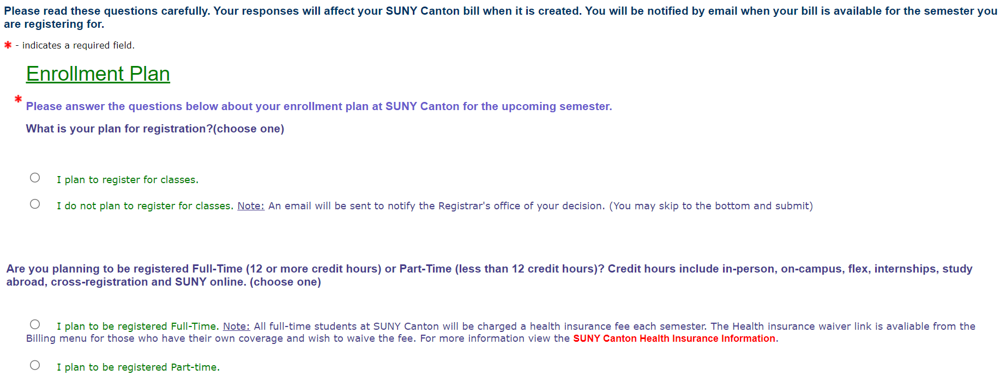 Please read these questions carefully. Your responses will affect your SUNY Canton bill when it is created. You will be notified by email when your bill is available for the semester you
are registering for.
* - indicates a required field.
Enrollment Plan
* Please answer the questions below about your enrollment plan at SUNY Canton for the upcoming semester.
What is your plan for registration?(choose one)
I plan to register for classes.
I do not plan to register for classes. Note: An email will be sent to notify the Registrar's office of your decision. (You may skip to the bottom and submit)
Are you planning to be registered Full-Time (12 or more credit hours) or Part-Time (less than 12 credit hours)? Credit hours include in-person, on-campus, flex, internships, study
abroad, cross-registration and SUNY online. (choose one)
I plan to be registered Full-Time. Note: All full-time students at SUNY Canton will be charged a health insurance fee each semester. The Health insurance waiver link is avaliable from the
Billing menu for those who have their own coverage and wish to waive the fee. For more information view the SUNY Canton Health Insurance Information.
I plan to be registered Part-time.